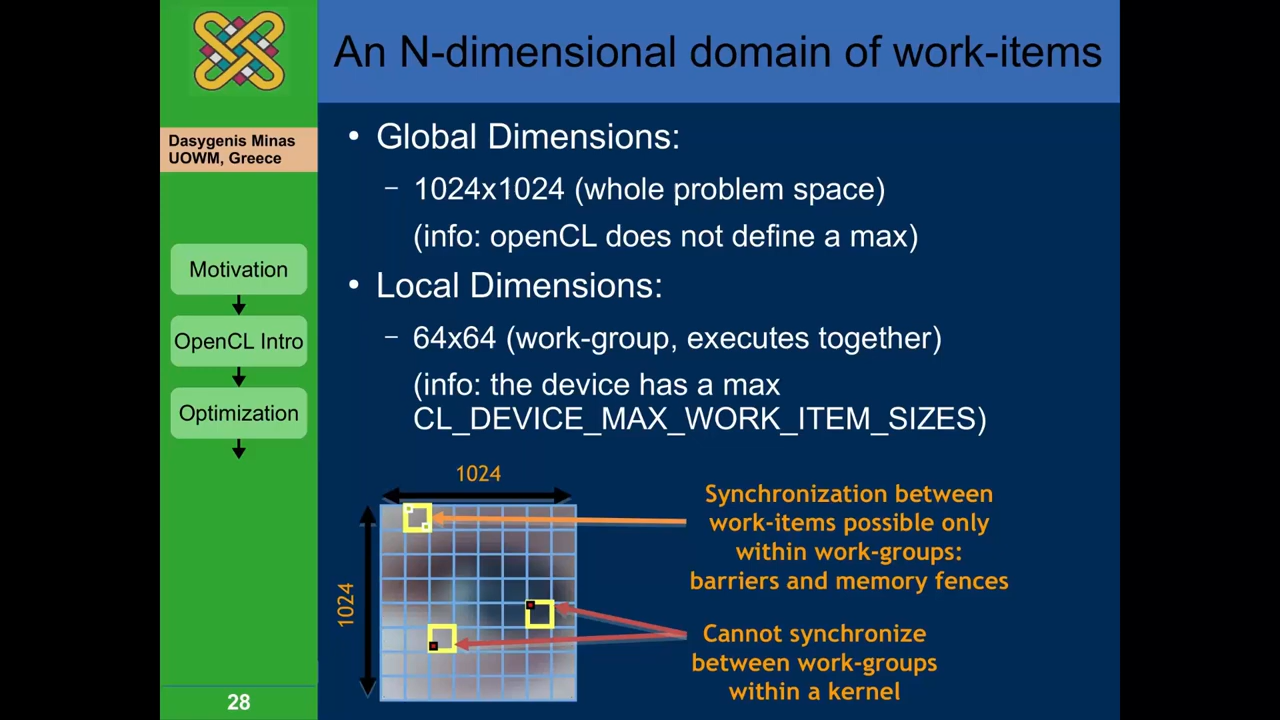 An N-dimensional domain of work-items
Dasygenis Minas
UOWM, Greece
Motivation
OpenCL Intro
Optimization
28
• Global Dimensions:
– 1024x1024 (whole problem space)
(info: openCL does not define a max)
• Local Dimensions:
– 64x64 (work-group, executes together)
(info: the device has a max
CL_DEVICE_MAX_WORK_ITEM_SIZES)
1024
1024
Synchronization between
work-items possible only
within work-groups:
barriers and memory fences
Cannot synchronize
between work-groups
within a kernel